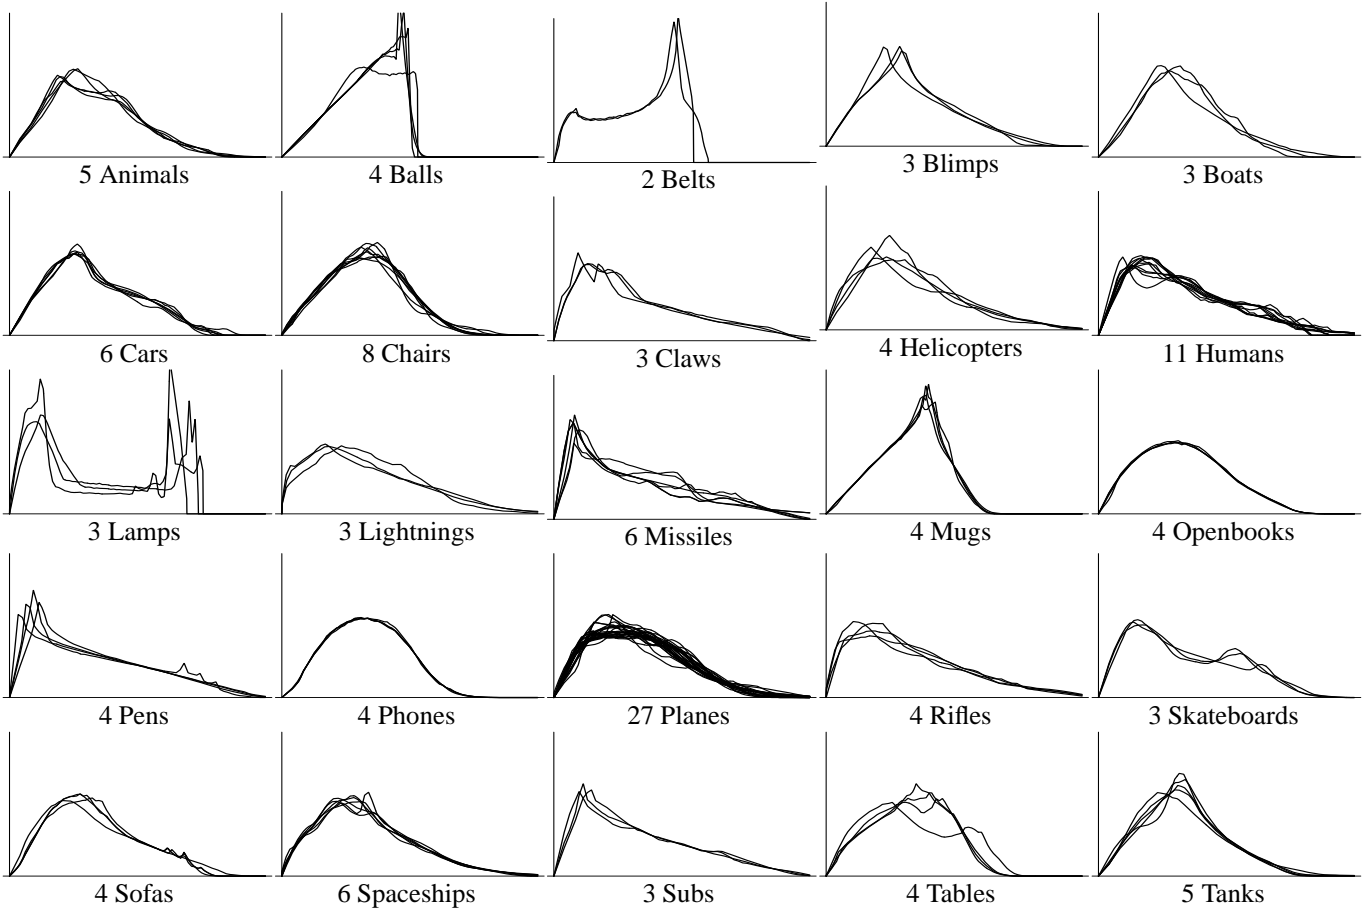 5 Animals
4 Balls
2 Belts
3 Blimps
3 Boats
6 Cars
8 Chairs
3 Claws
4 Helicopters
11 Humans
3 Lamps
3 Lightnings
6 Missiles
4 Mugs
4 Openbooks
4 Pens
4 Phones
27 Planes
4 Rifles
3 Skateboards
4 Sofas
6 Spaceships
3 Subs
4 Tables
5 Tanks